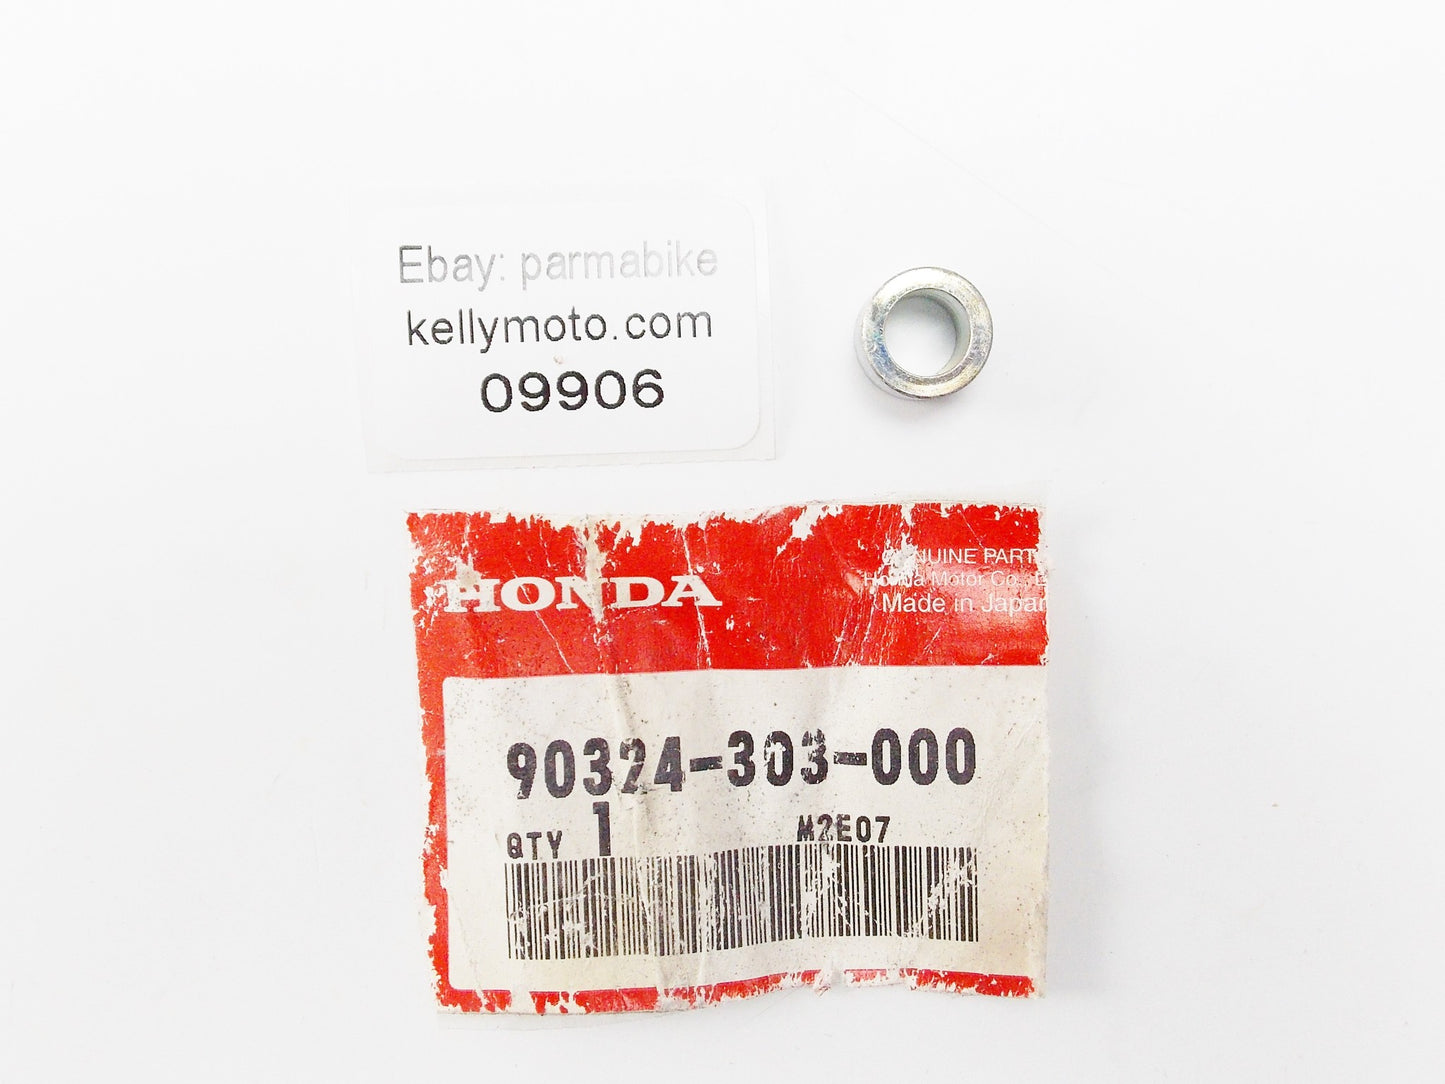 Ebay: parmabike
kellymoto.com
09906
HONDA
GENUINE PART
Honda Motor Co., L
Made in Japan
90324-303-000
QTY 1
M2E07